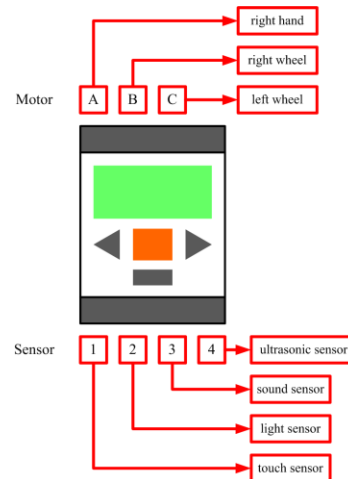 right hand
right wheel
Motor A B C left wheel
Sensor 1 2 3 4 ultrasonic sensor
sound sensor
light sensor
touch sensor